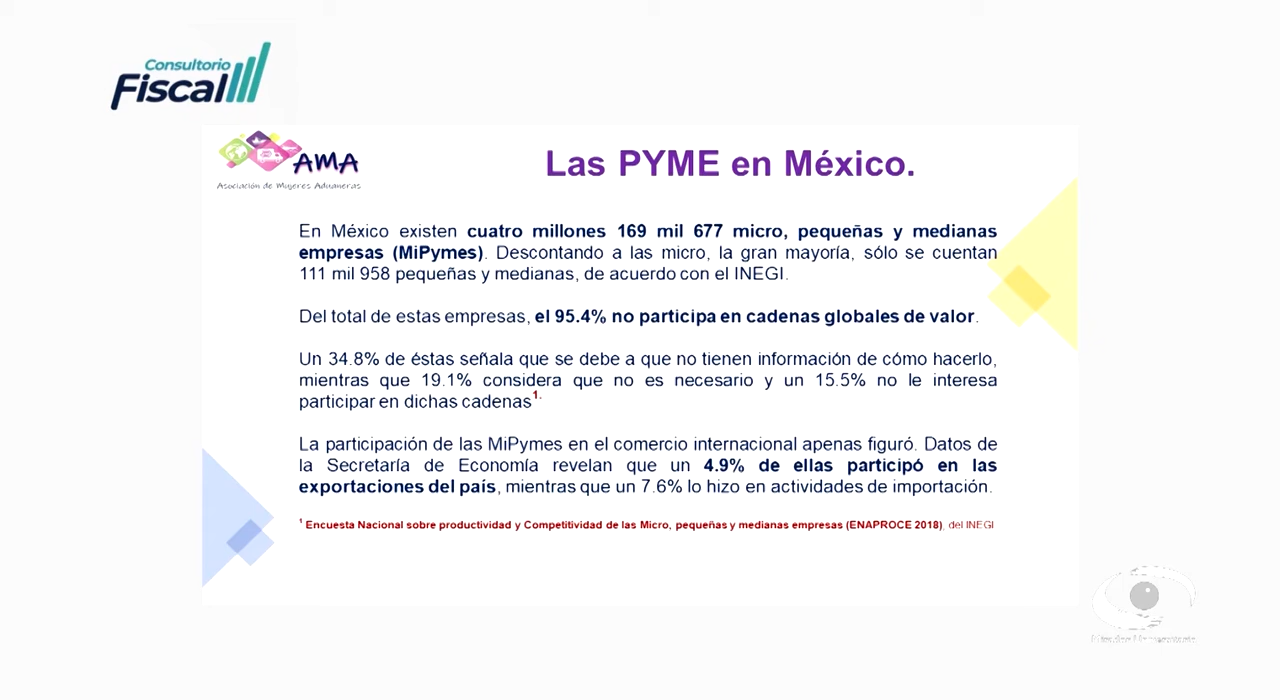 Consultorio
Fiscal
AMA
Asociación de Mujeres Aduaneras
Las PYME en México.
En México existen cuatro millones 169 mil 677 micro, pequeñas y medianas
empresas (MiPymes). Descontando a las micro, la gran mayoría, sólo se cuentan
111 mil 958 pequeñas y medianas, de acuerdo con el INEGI.
Del total de estas empresas, el 95.4% no participa en cadenas globales de valor.
Un 34.8% de éstas señala que se debe a que no tienen información de cómo hacerlo,
mientras que 19.1% considera que no es necesario y un 15.5% no le interesa
participar en dichas cadenas1.
La participación de las MiPymes en el comercio internacional apenas figuró. Datos de
la Secretaría de Economía revelan que un 4.9% de ellas participó en las
exportaciones del país, mientras que un 7.6% lo hizo en actividades de importación.
1 Encuesta Nacional sobre productividad y Competitividad de las Micro, pequeñas y medianas empresas (ENAPROCE 2018), del INEGI